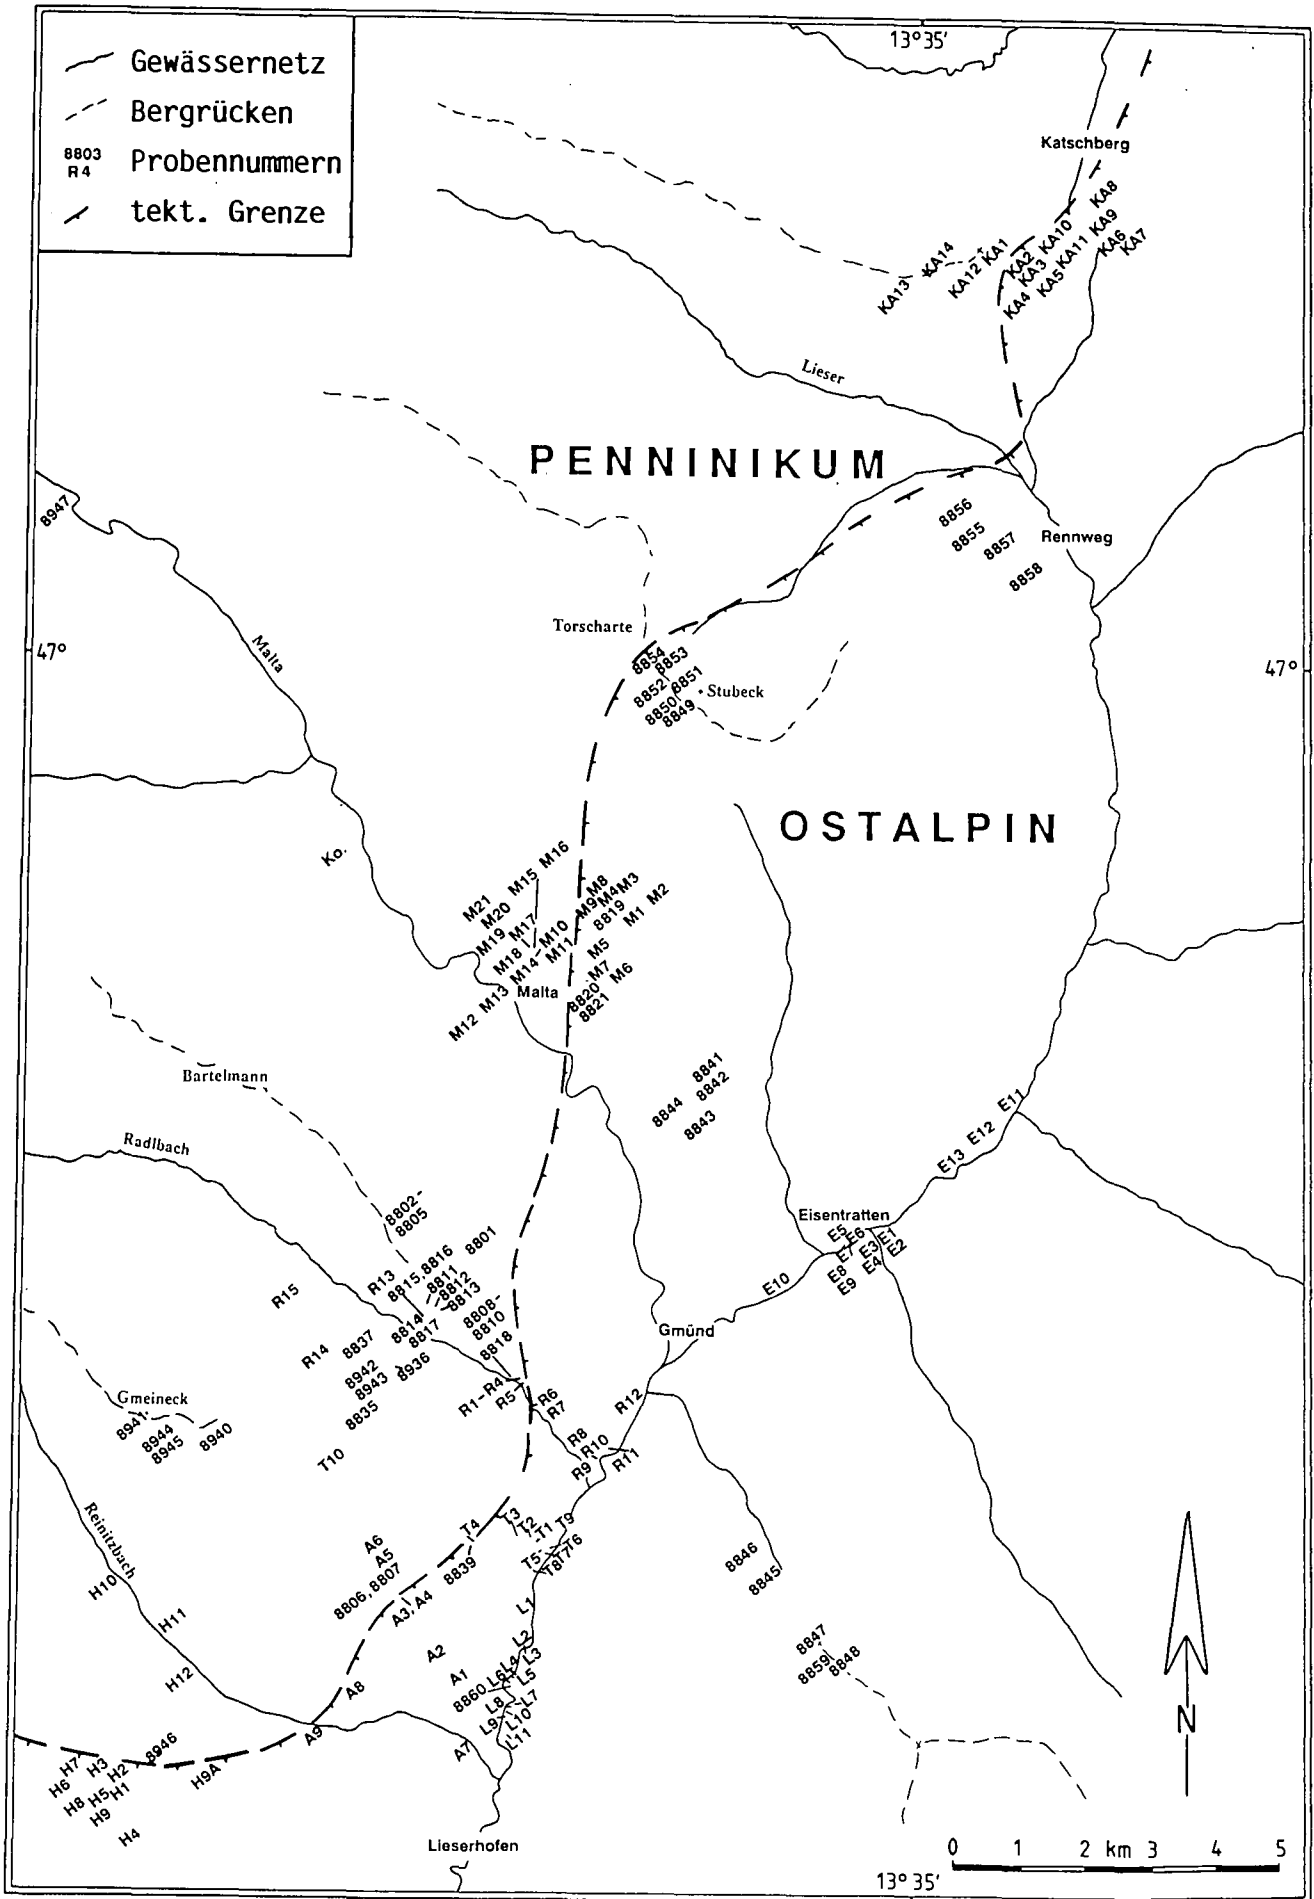 Gewässernetz
Bergrücken
8803
R4
Probennummern
tekt. Grenze
13°35'
Katschberg
KA8
KA9
KA10
KA6
KA7
KA11
KA14
KA1
KA12
KA2
KA3
KA5
KA13
KA4
Lieser
PENNINIKUM
8947
8856
8855
8857
Rennweg
8858
Torscharte
Malta
47°
47°
8854
8853
8852
8851
Stubeck
8850
8849
OSTALPIN
Ko.
M16
M15
M21
M20
M8
M3
M4
M9
M2
M1
8819
M17
M19
M10
M18
M11
M5
M14
M7
M6
M13
Malta
8820
8821
M12
Bartelmann
8841
8842
8844
8843
Radlbach
E11
E12
E13
8802-
8805
8801
Eisentratten
E5
E6
E1
E2
E7
E3
E4
E8
E9
E10
R13
8815,8816
8811
8812
8813
R15
8808-
8810
8814
8817
8818
Gmünd
R14
8837
8942
8943
8936
8835
R1-R4
R5
R6
R7
R12
Gmeineck
8941
8944
8945
8940
T10
R8
R10
R9
R11
Reinitzbach
T4
T3
T2
T1
T9
T6
T5
T7
T8
A6
A5
8839
8806,8807
A3,A4
8846
8845
H10
H11
H12
L1
L2
L3
L4
L6
L5
A2
A1
8860
L8
L7
L9
L10
L11
8847
8859
8848
A8
A9
A7
8946
H7
H3
H2
H6
H5
H1
H8
H9
H4
H9A
N
Lieserhofen
0 1 2 km 3 4 5
13°35'